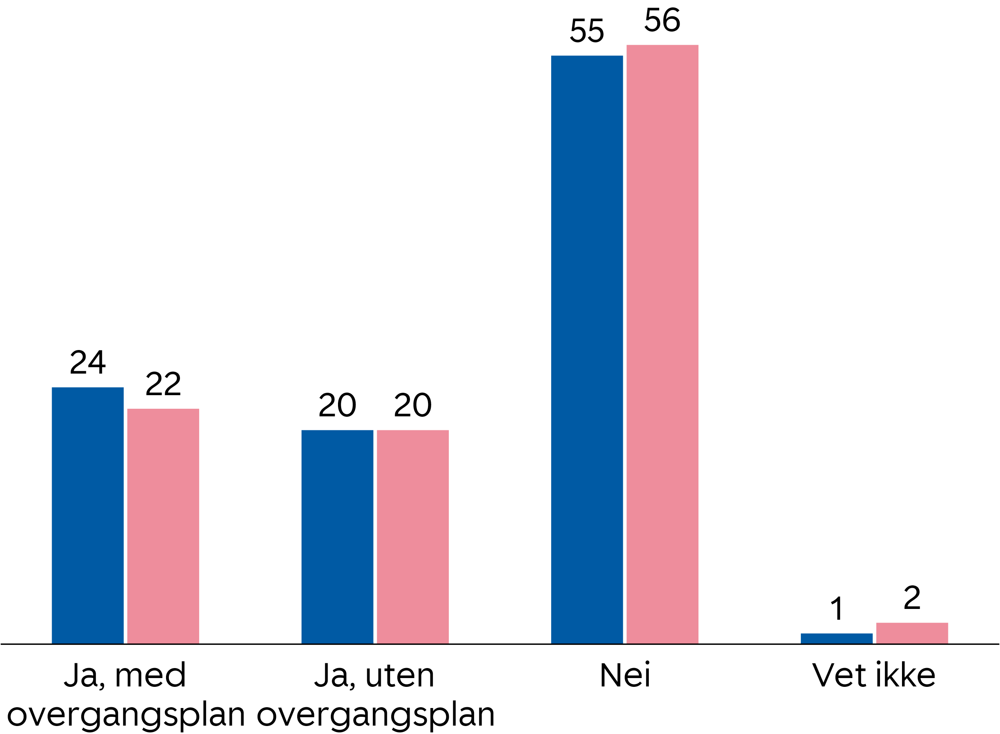 55
56
24
22
20
20
1
2
Ja, med
overgangsplan
Ja, uten
overgangsplan
Nei
Vet ikke